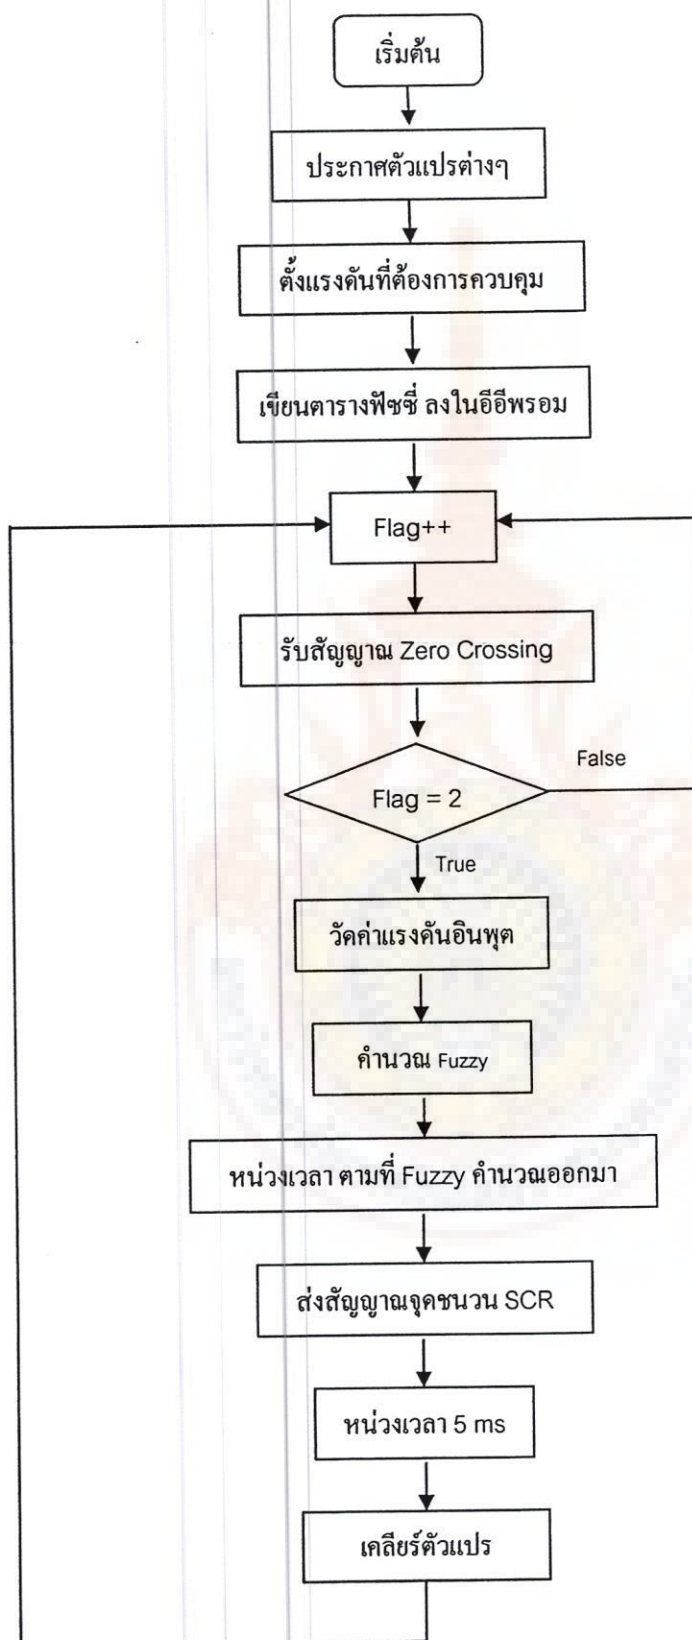 เริ่มต้น
ประกาศตัวแปรต่างๆ
ตั้งแรงดันที่ต้องการควบคุม
เขียนตารางฟัซซี่ ลงในอีอีพรอม
Flag++
รับสัญญาณ Zero Crossing
False
Flag = 2
True
วัดค่าแรงดันอินพุต
คำนวณ Fuzzy
หน่วงเวลา ตามที่ Fuzzy คำนวณออกมา
ส่งสัญญาณจุดชนวน SCR
หน่วงเวลา 5 ms
เคลียร์ตัวแปร